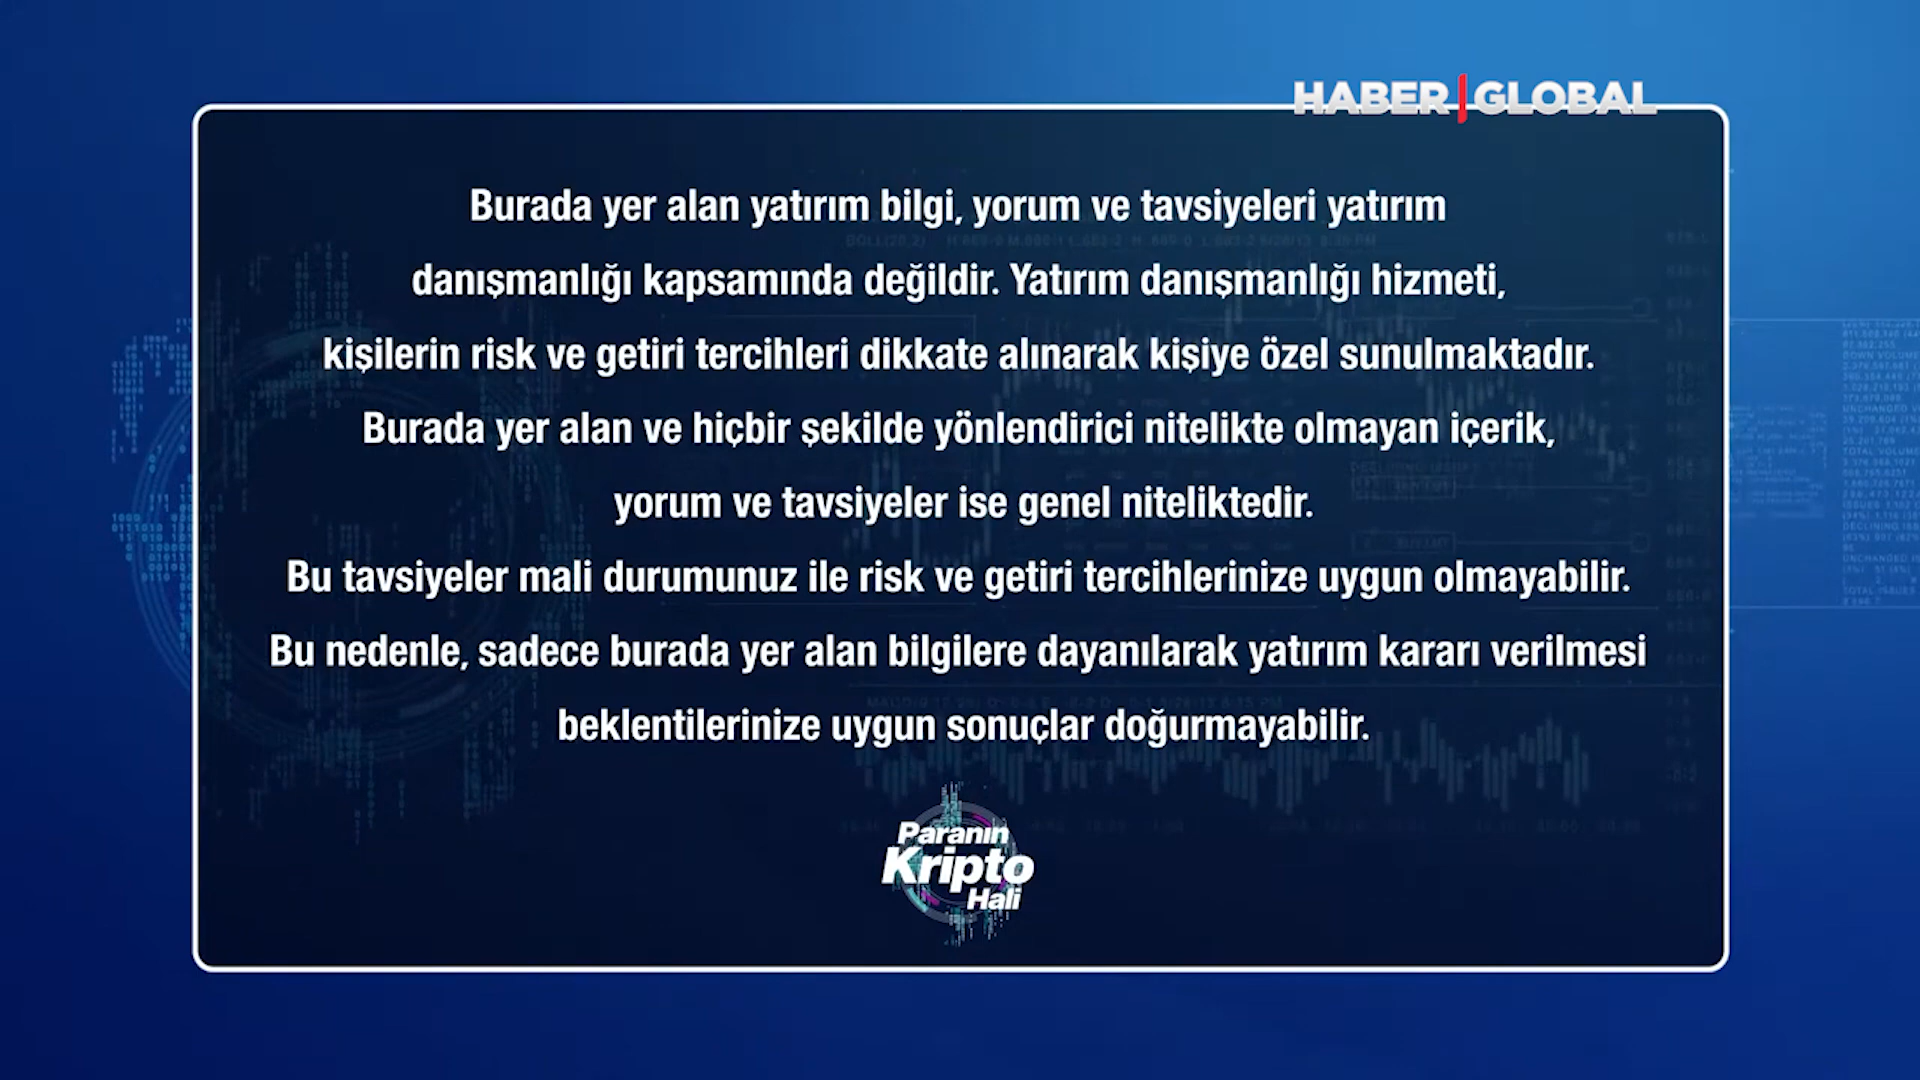 HABER GLOBAL
Burada yer alan yatırım bilgi, yorum ve tavsiyeleri yatırım
danışmanlığı kapsamında değildir. Yatırım danışmanlığı hizmeti,
kişilerin risk ve getiri tercihleri dikkate alınarak kişiye özel sunulmaktadır.
Burada yer alan ve hiçbir şekilde yönlendirici nitelikte olmayan içerik,
yorum ve tavsiyeler ise genel niteliktedir.
Bu tavsiyeler mali durumunuz ile risk ve getiri tercihlerinize uygun olmayabilir.
Bu nedenle, sadece burada yer alan bilgilere dayanılarak yatırım kararı verilmesi
beklentilerinize uygun sonuçlar doğurmayabilir.
Paranın
Kripto
Hali